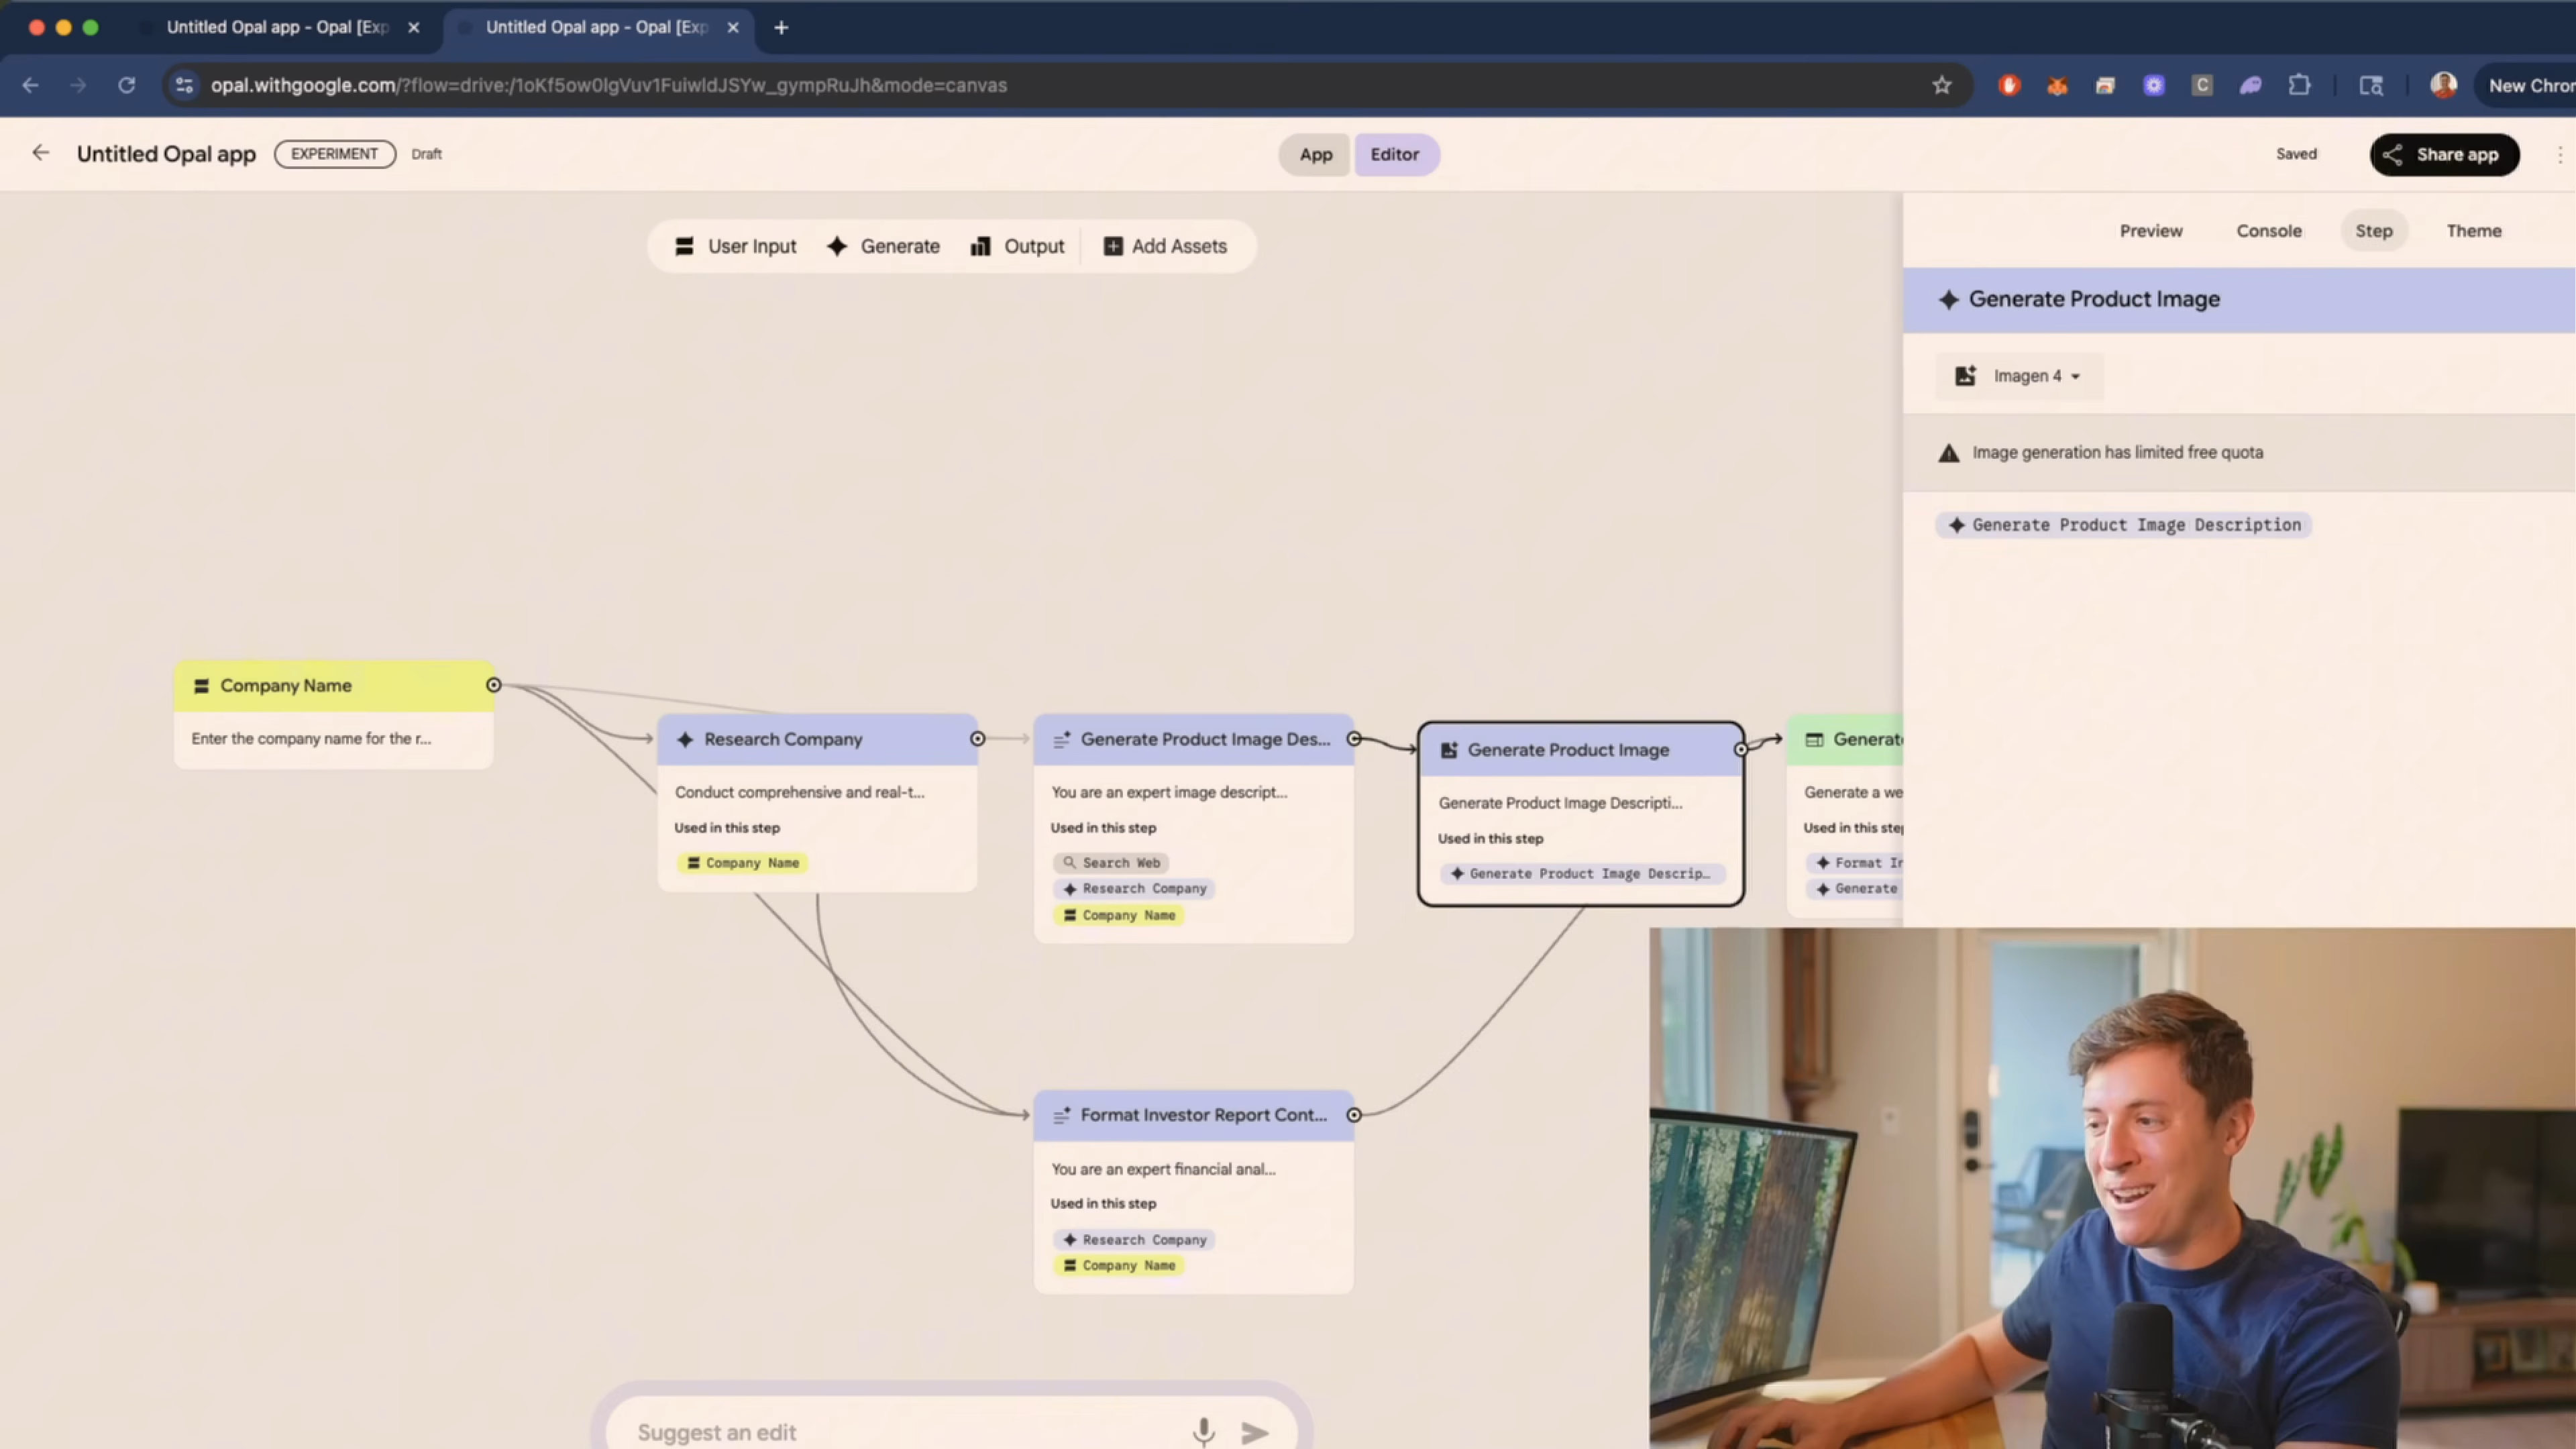 Untitled Opal app - Opal [Exp
Untitled Opal app - Opal [Exp
opal.withgoogle.com/?flow=drive:/1oKf5ow0lgVuv1FuiwldJSYw_gympRuJh&mode=canvas
C
New Chron
Untitled Opal app
EXPERIMENT
Draft
App
Editor
Saved
Share app
User Input
Generate
Output
Add Assets
Preview
Console
Step
Theme
Generate Product Image
Imagen 4
Image generation has limited free quota
Generate Product Image Description
Company Name
Enter the company name for the r...
Research Company
Conduct comprehensive and real-t...
Used in this step
Company Name
Generate Product Image Des...
You are an expert image descript...
Used in this step
Search Web
Research Company
Company Name
Generate Product Image
Generate Product Image Descripti...
Used in this step
Generate Product Image Descrip...
Generate
Generate a we
Used in this step
Format In
Generate
Format Investor Report Cont...
You are an expert financial anal...
Used in this step
Research Company
Company Name
Suggest an edit